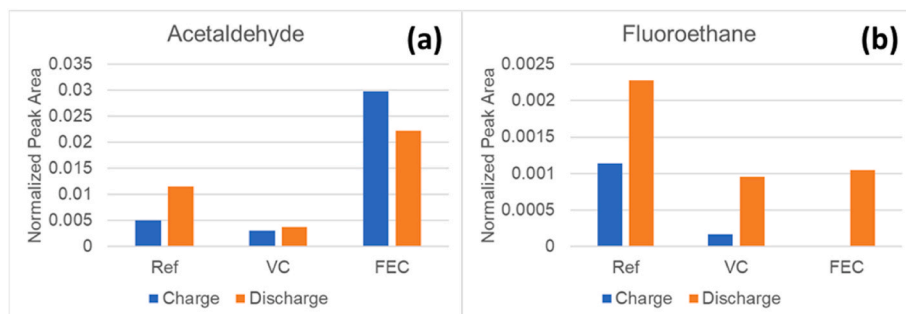 Acetaldehyde
(a)
Normalized Peak Area
0.035
0.03
0.025
0.02
0.015
0.01
0.005
0
Ref VC FEC
Charge Discharge
Fluoroethane
(b)
Normalized Peak Area
0.0025
0.002
0.0015
0.001
0.0005
0
Ref VC FEC
Charge Discharge